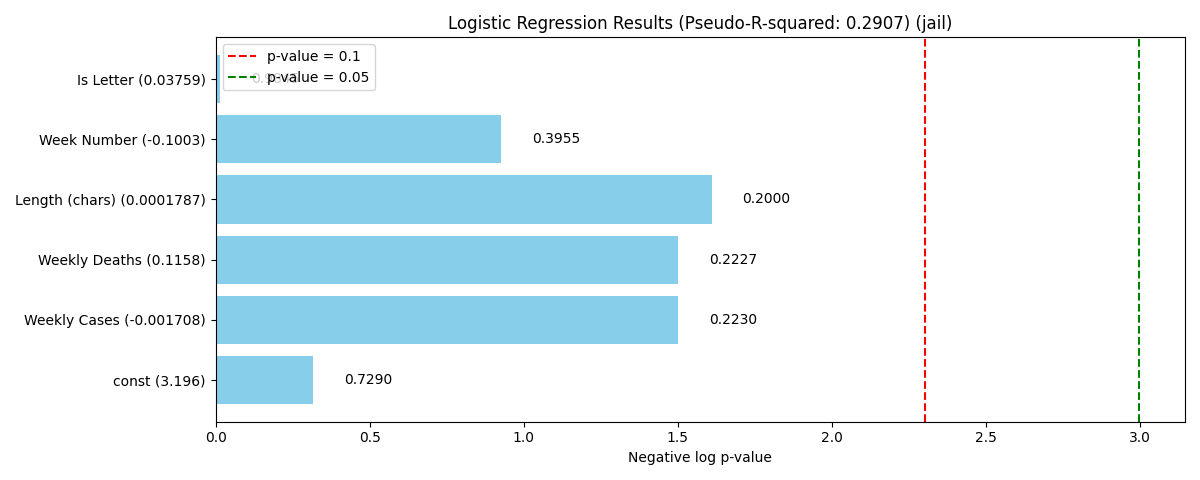 Logistic Regression Results (Pseudo-R-squared: 0.2907) (jail)
p-value = 0.1
p-value = 0.05
Is Letter (0.03759)
Week Number (-0.1003)
0.3955
Length (chars) (0.0001787)
0.2000
Weekly Deaths (0.1158)
0.2227
Weekly Cases (-0.001708)
0.2230
const (3.196)
0.7290
0.0
0.5
1.0
1.5
2.0
2.5
3.0
Negative log p-value